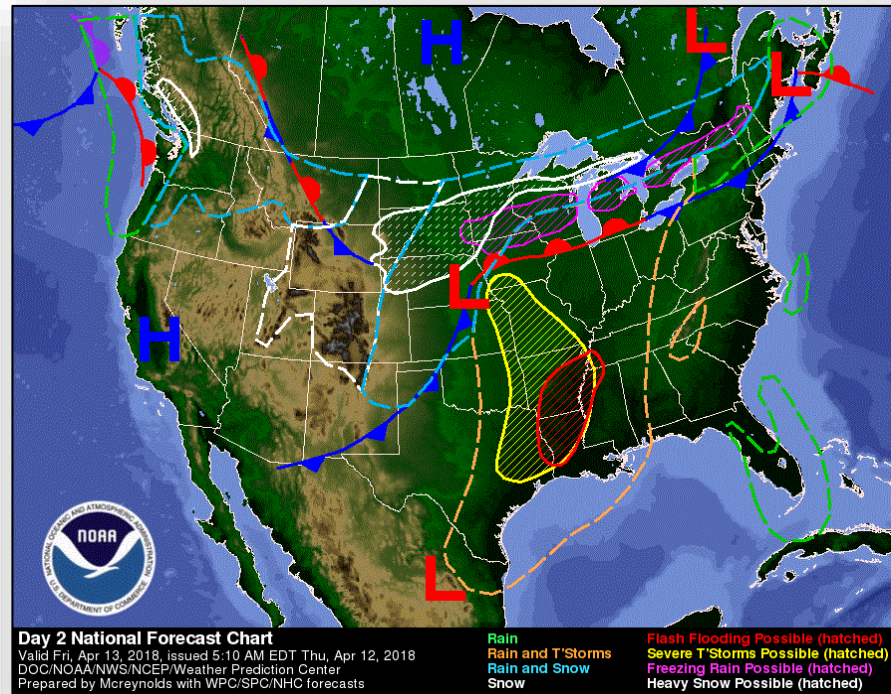 H
L
L
L
H
L
NATIONAL OCEANIC AND ATMOSPHERIC ADMINISTRATION
NOAA
U.S. DEPARTMENT OF COMMERCE
Day 2 National Forecast Chart
Valid Fri, Apr 13, 2018, issued 5:10 AM EDT Thu, Apr 12, 2018
DOC/NOAA/NWS/NCEP/Weather Prediction Center
Prepared by Mcreynolds with WPC/SPC/NHC forecasts
Rain
Rain and T'Storms
Rain and Snow
Snow
Flash Flooding Possible (hatched)
Severe T'Storms Possible (hatched)
Freezing Rain Possible (hatched)
Heavy Snow Possible (hatched)